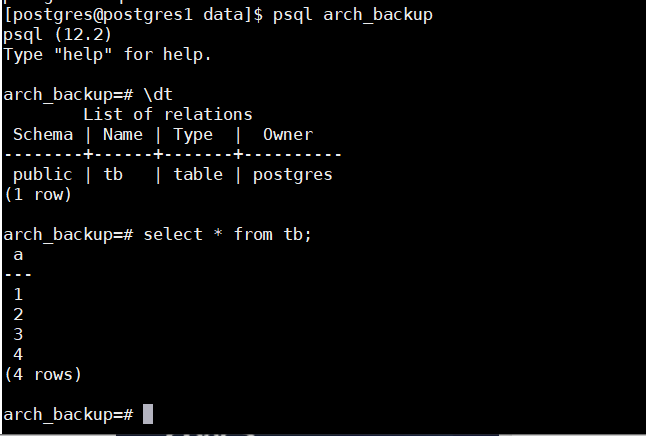 [postgres@postgres1 data]$ psql arch_backup
psql (12.2)
Type "help" for help.
arch_backup=# \dt
List of relations
Schema | Name | Type | Owner
--------+------+-------+----------
public | tb | table | postgres
(1 row)
arch_backup=# select * from tb;
a
---
1
2
3
4
(4 rows)
arch_backup=#